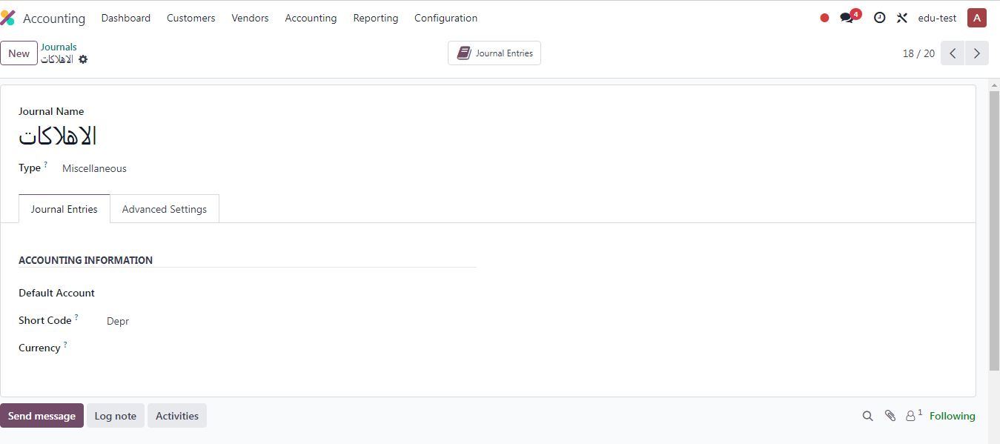 Accounting Dashboard Customers Vendors Accounting Reporting Configuration 4 edu-test A
New Journals
الاهلاكات
Journal Entries 18 / 20
Journal Name
الاهلاكات
Type ? Miscellaneous
Journal Entries Advanced Settings
ACCOUNTING INFORMATION
Default Account
Short Code ? Depr
Currency ?
Send message Log note Activities 1 Following